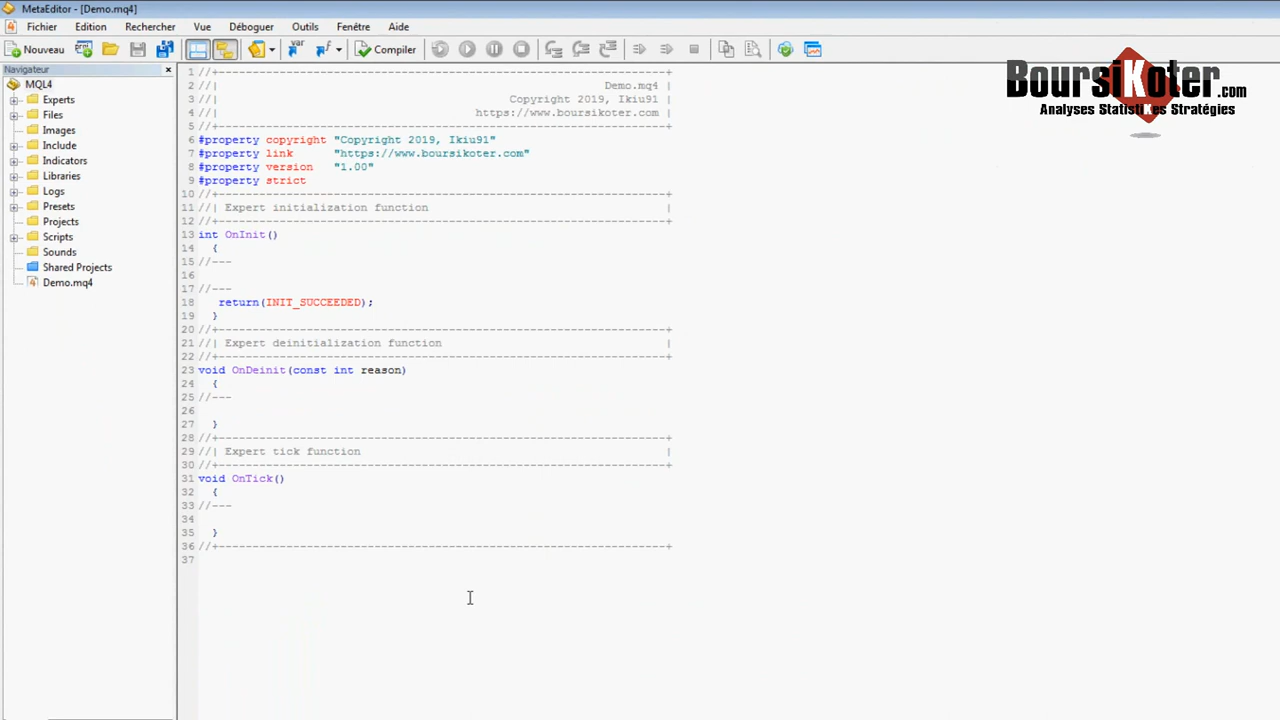 MetaEditor - [Demo.mq4]
Fichier Edition Rechercher Vue Déboguer Outils Fenêtre Aide
Nouveau var Compiler
Navigateur
MQL4
Experts
Files
Images
Include
Indicators
Libraries
Logs
Presets
Projects
Scripts
Sounds
Shared Projects
Demo.mq4
1 //+------------------------------------------------------------------+
2 //|                                                         Demo.mq4 |
3 //|                                           Copyright 2019, Ikiu91 |
4 //|                                      https://www.boursikoter.com |
5 //+------------------------------------------------------------------+
6 #property copyright "Copyright 2019, Ikiu91"
7 #property link      "https://www.boursikoter.com"
8 #property version   "1.00"
9 #property strict
10 //+------------------------------------------------------------------+
11 //| Expert initialization function                                   |
12 //+------------------------------------------------------------------+
13 int OnInit()
14   {
15 //---
16
17 //---
18    return(INIT_SUCCEEDED);
19   }
20 //+------------------------------------------------------------------+
21 //| Expert deinitialization function                                 |
22 //+------------------------------------------------------------------+
23 void OnDeinit(const int reason)
24   {
25 //---
26
27   }
28 //+------------------------------------------------------------------+
29 //| Expert tick function                                             |
30 //+------------------------------------------------------------------+
31 void OnTick()
32   {
33 //---
34
35   }
36 //+------------------------------------------------------------------+
37
BoursiKoter.com
Analyses Statistikes Stratégies